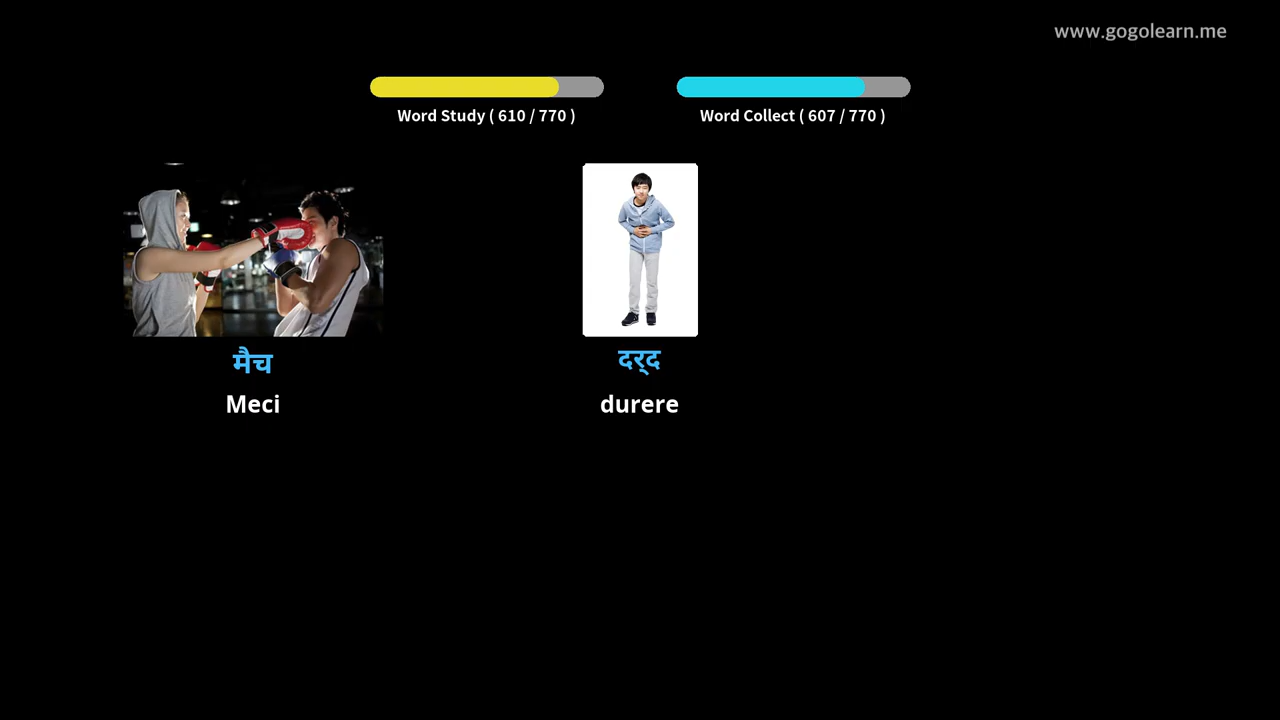 www.gogolearn.me
Word Study ( 610 / 770 )
Word Collect ( 607 / 770 )
मैच
दर्द
Meci
durere